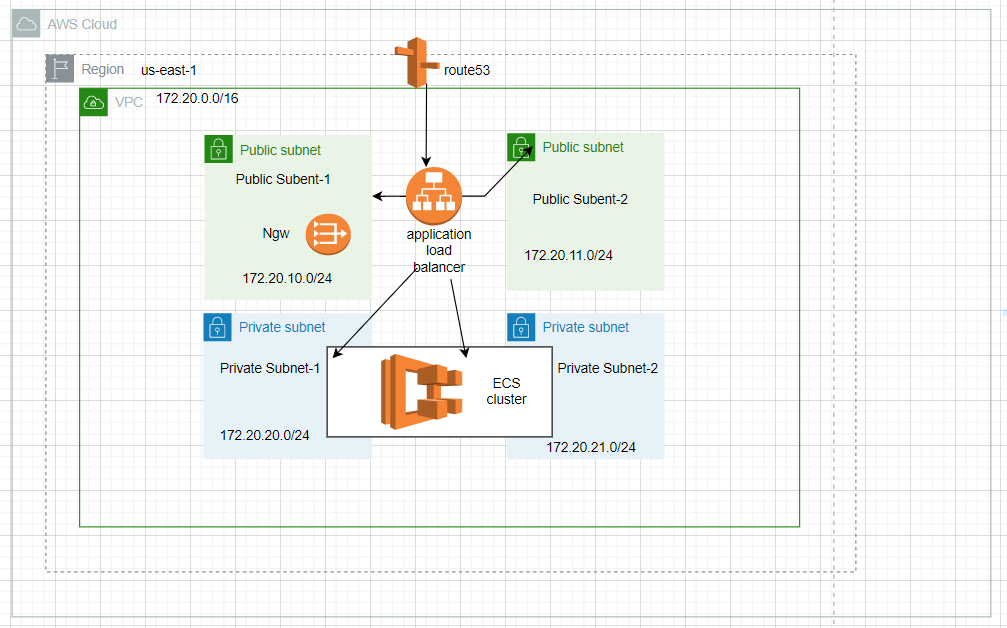 AWS Cloud
Region
us-east-1
route53
VPC
172.20.0.0/16
Public subnet
Public Subent-1
Ngw
172.20.10.0/24
application
load
balancer
Public subnet
Public Subent-2
172.20.11.0/24
Private subnet
Private Subnet-1
172.20.20.0/24
ECS
cluster
Private subnet
Private Subnet-2
172.20.21.0/24